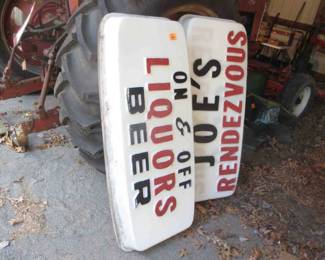 ON & OFF
LIQUORS
BEER
JOE'S
RENDEZVOUS